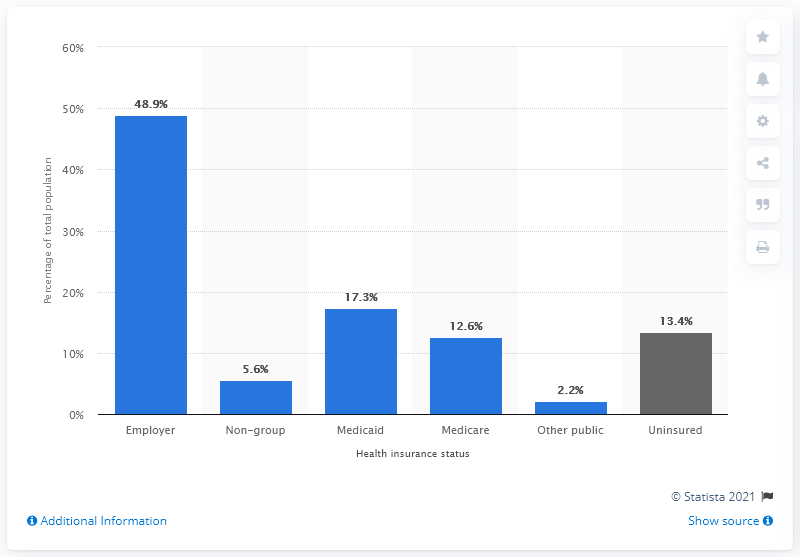 60%
50%
40%
30%
20%
10%
0%
Percentage of total population
48.9%
5.6%
17.3%
12.6%
2.2%
13.4%
Employer
Non-group
Medicaid
Medicare
Other public
Uninsured
Health insurance status
© Statista 2021
Additional Information
Show source